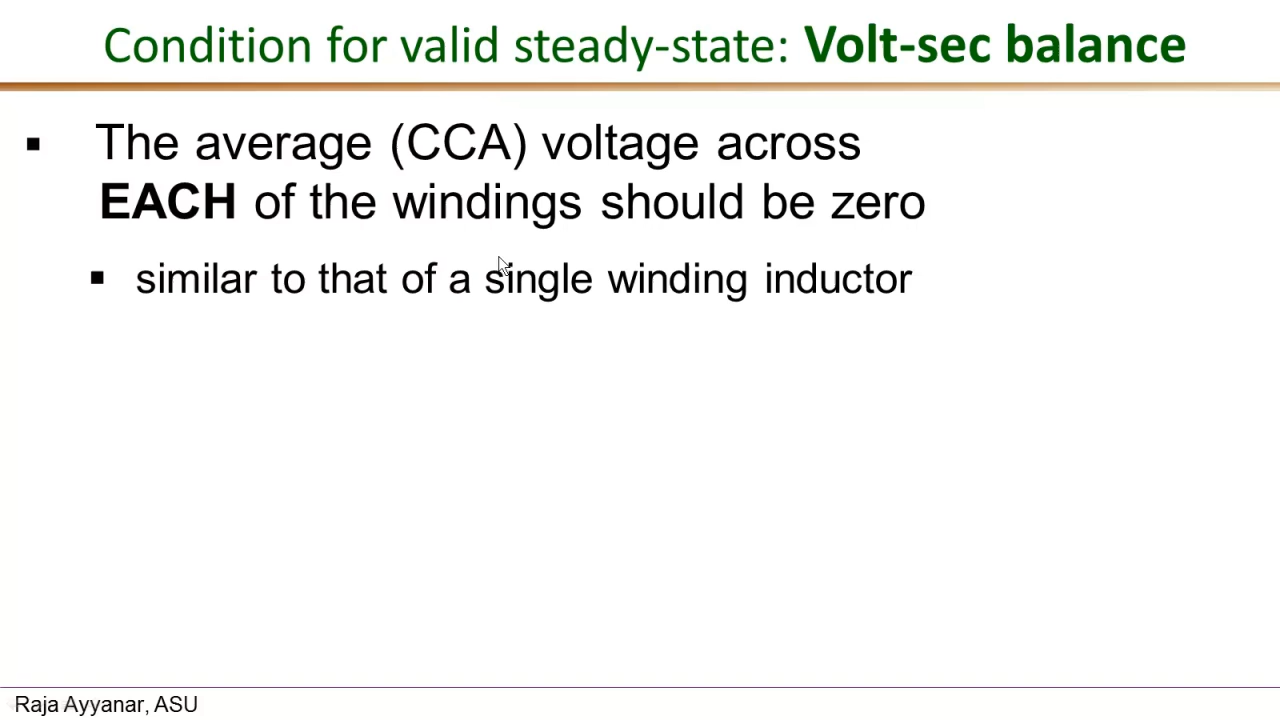 Condition for valid steady-state: Volt-sec balance
▪ The average (CCA) voltage across
EACH of the windings should be zero
▪ similar to that of a single winding inductor
Raja Ayyanar, ASU